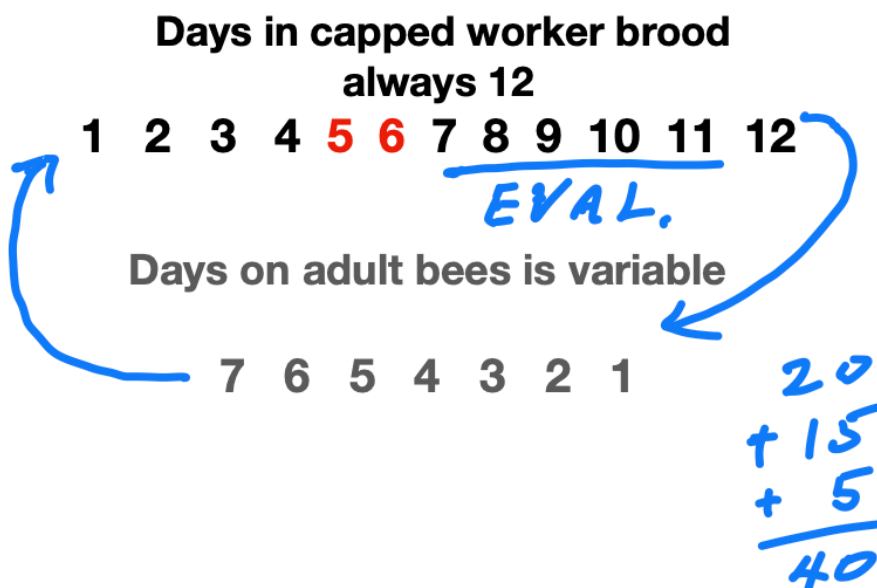 Days in capped worker brood
always 12
1 2 3 4 5 6 7 8 9 10 11 12
EVAL.
Days on adult bees is variable
7 6 5 4 3 2 1
20
+ 15
+ 5
40